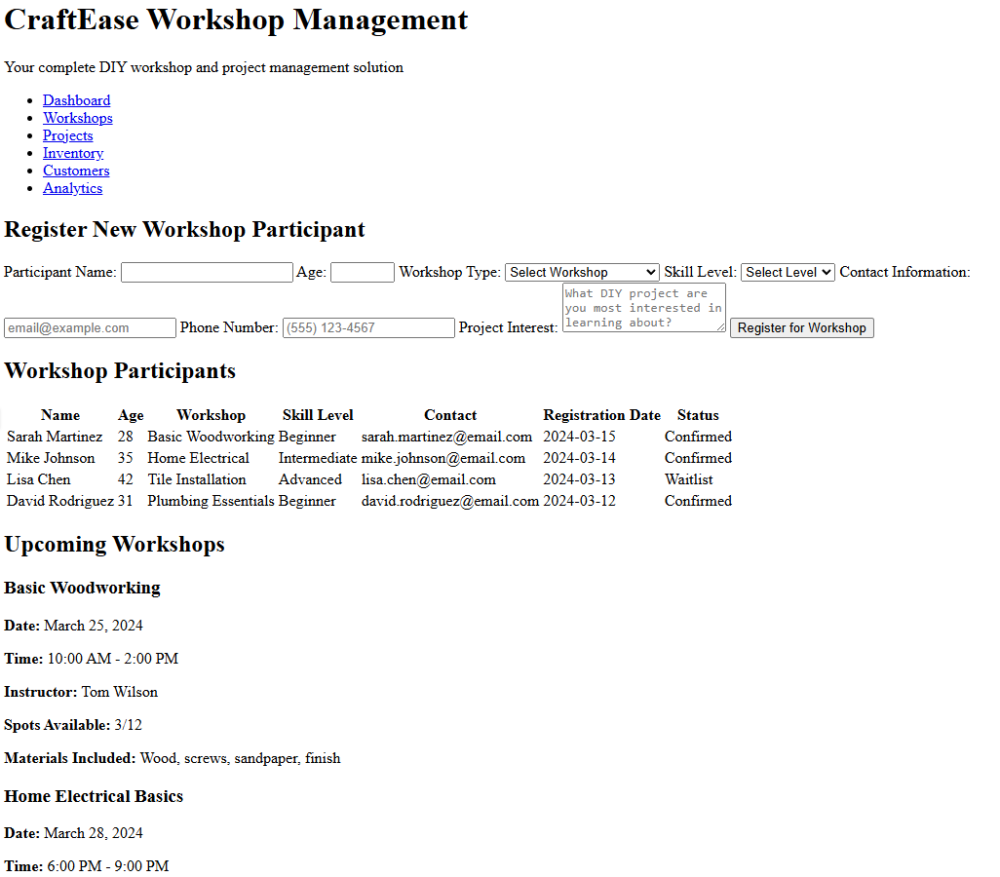 CraftEase Workshop Management
Your complete DIY workshop and project management solution
Dashboard
Workshops
Projects
Inventory
Customers
Analytics
Register New Workshop Participant
Participant Name: Age: Workshop Type: Select Workshop Skill Level: Select Level Contact Information:
email@example.com Phone Number: (555) 123-4567 Project Interest: What DIY project are
you most interested in
learning about?
Register for Workshop
Workshop Participants
Name Age Workshop Skill Level Contact Registration Date Status
Sarah Martinez 28 Basic Woodworking Beginner sarah.martinez@email.com 2024-03-15 Confirmed
Mike Johnson 35 Home Electrical Intermediate mike.johnson@email.com 2024-03-14 Confirmed
Lisa Chen 42 Tile Installation Advanced lisa.chen@email.com 2024-03-13 Waitlist
David Rodriguez 31 Plumbing Essentials Beginner david.rodriguez@email.com 2024-03-12 Confirmed
Upcoming Workshops
Basic Woodworking
Date: March 25, 2024
Time: 10:00 AM - 2:00 PM
Instructor: Tom Wilson
Spots Available: 3/12
Materials Included: Wood, screws, sandpaper, finish
Home Electrical Basics
Date: March 28, 2024
Time: 6:00 PM - 9:00 PM